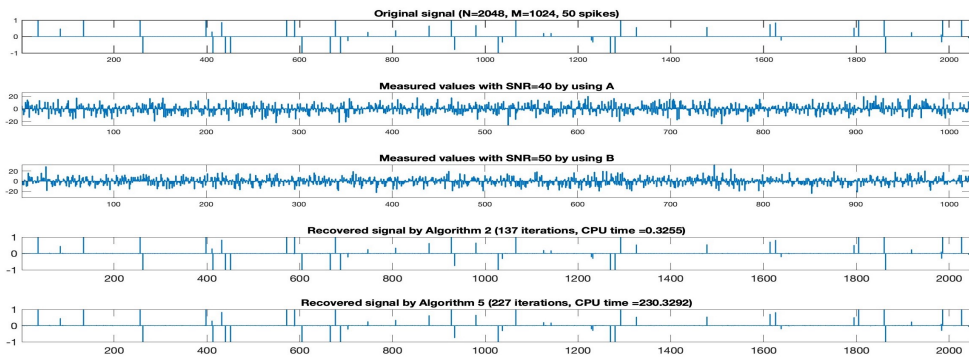 Original signal (N=2048, M=1024, 50 spikes)
1
0
-1
200 400 600 800 1000 1200 1400 1600 1800 2000
Measured values with SNR=40 by using A
20
0
-20
100 200 300 400 500 600 700 800 900 1000
Measured values with SNR=50 by using B
20
0
-20
100 200 300 400 500 600 700 800 900 1000
Recovered signal by Algorithm 2 (137 iterations, CPU time =0.3255)
1
0
-1
200 400 600 800 1000 1200 1400 1600 1800 2000
Recovered signal by Algorithm 5 (227 iterations, CPU time =230.3292)
1
0
-1
200 400 600 800 1000 1200 1400 1600 1800 2000